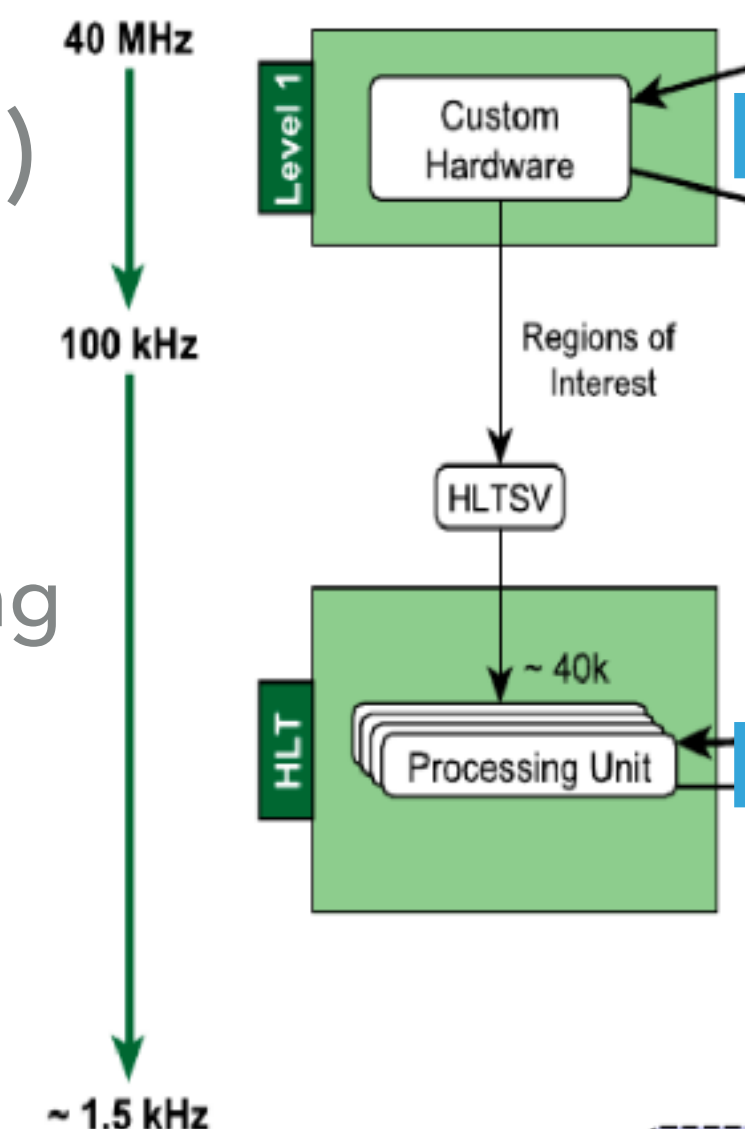 40 MHz
)
Level 1
Custom
Hardware
100 kHz
Regions of
Interest
HLTSV
ng
~ 40k
HLT
Processing Unit
~ 1.5 kHz